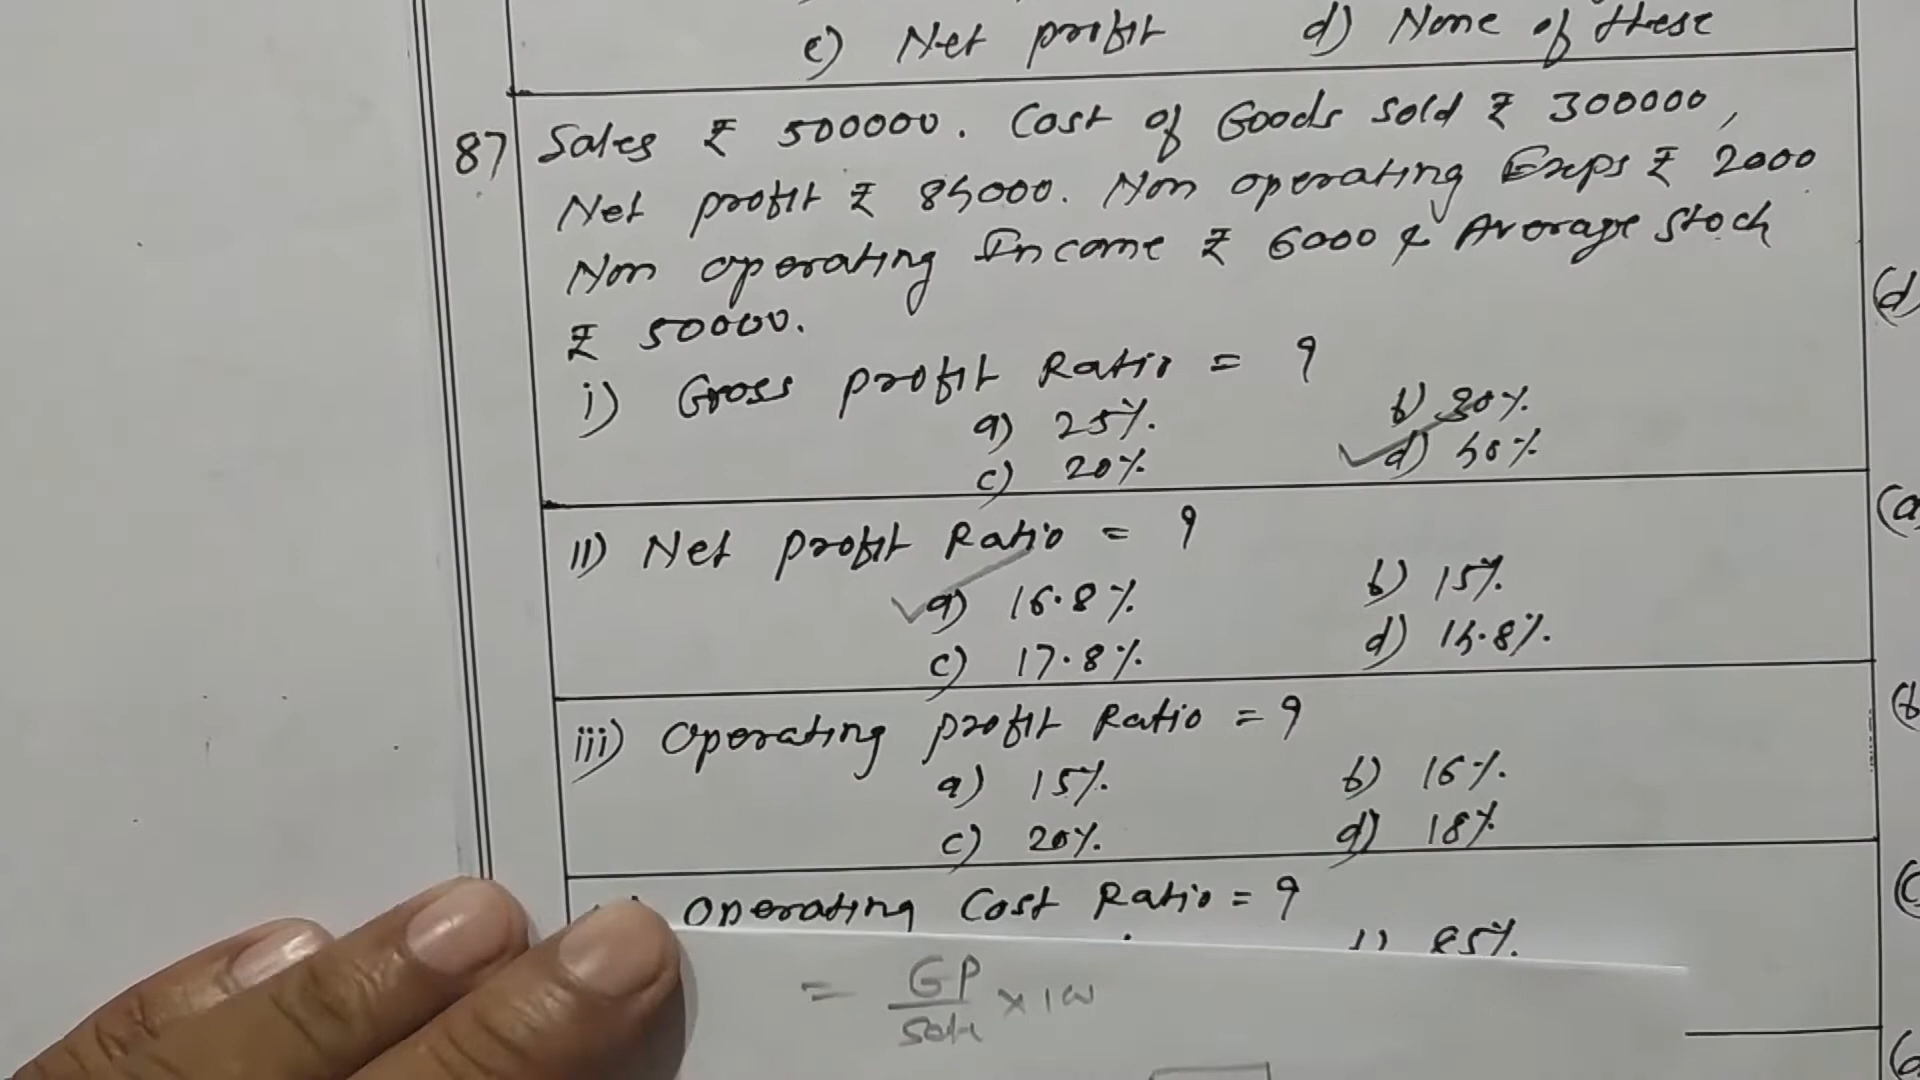 c) Net profit d) None of these
87 Sales ₹ 500000. Cost of Goods sold ₹ 300000,
Net profit ₹ 84000. Non operating Exps ₹ 2000
Non operating Income ₹ 6000 & Average Stock
₹ 50000.
i) Gross profit Ratio = ?
a) 25%. b) 30%.
c) 20%. d) 40%.
ii) Net profit Ratio = ?
a) 16.8%. b) 15%.
c) 17.8%. d) 14.8%.
iii) Operating profit Ratio = ?
a) 15%. b) 16%.
c) 20%. d) 18%
Operating Cost Ratio = ?
85%.
= GP/Sale × 100
(d)
(a
(b
(c